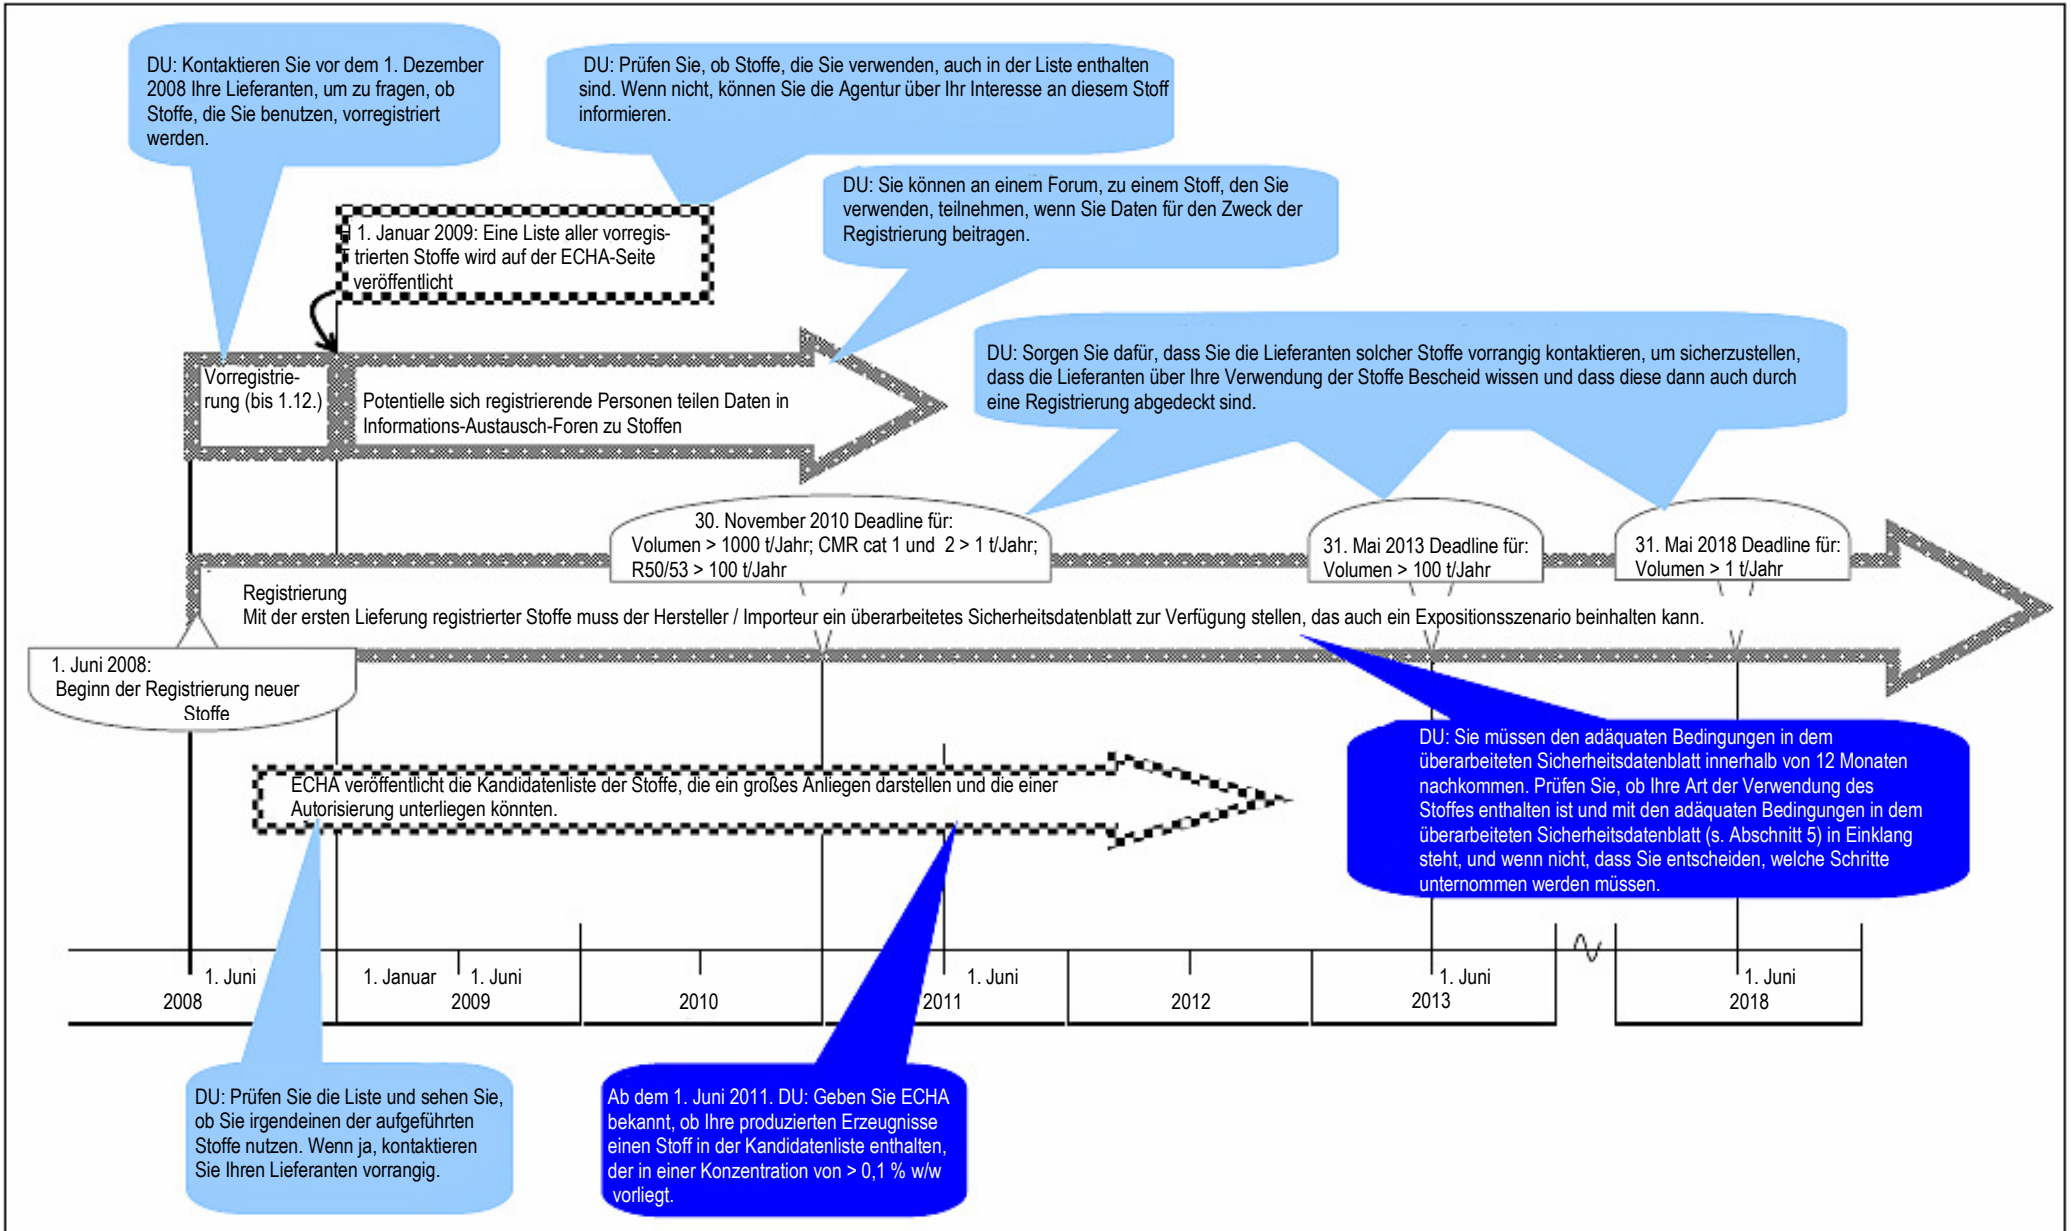 DU: Kontaktieren Sie vor dem 1. Dezember
2008 Ihre Lieferanten, um zu fragen, ob
Stoffe, die Sie benutzen, vorregistriert
werden.
DU: Prüfen Sie, ob Stoffe, die Sie verwenden, auch in der Liste enthalten
sind. Wenn nicht, können Sie die Agentur über Ihr Interesse an diesem Stoff
informieren.
DU: Sie können an einem Forum, zu einem Stoff, den Sie
verwenden, teilnehmen, wenn Sie Daten für den Zweck der
Registrierung beitragen.
1. Januar 2009: Eine Liste aller vorregis-
trierten Stoffe wird auf der ECHA-Seite
veröffentlicht
DU: Sorgen Sie dafür, dass Sie die Lieferanten solcher Stoffe vorrangig kontaktieren, um sicherzustellen,
dass die Lieferanten über Ihre Verwendung der Stoffe Bescheid wissen und dass diese dann auch durch
eine Registrierung abgedeckt sind.
Vorregistrie-
rung (bis 1.12.)
Potentielle sich registrierende Personen teilen Daten in
Informations-Austausch-Foren zu Stoffen
30. November 2010 Deadline für:
Volumen > 1000 t/Jahr; CMR cat 1 und 2 > 1 t/Jahr;
R50/53 > 100 t/Jahr
31. Mai 2013 Deadline für:
Volumen > 100 t/Jahr
31. Mai 2018 Deadline für:
Volumen > 1 t/Jahr
Registrierung
Mit der ersten Lieferung registrierter Stoffe muss der Hersteller / Importeur ein überarbeitetes Sicherheitsdatenblatt zur Verfügung stellen, das auch ein Expositionsszenario beinhalten kann.
1. Juni 2008:
Beginn der Registrierung neuer
Stoffe
DU: Sie müssen den adäquaten Bedingungen in dem
überarbeiteten Sicherheitsdatenblatt innerhalb von 12 Monaten
nachkommen. Prüfen Sie, ob Ihre Art der Verwendung des
Stoffes enthalten ist und mit den adäquaten Bedingungen in dem
überarbeiteten Sicherheitsdatenblatt (s. Abschnitt 5) in Einklang
steht, und wenn nicht, dass Sie entscheiden, welche Schritte
unternommen werden müssen.
ECHA veröffentlicht die Kandidatenliste der Stoffe, die ein großes Anliegen darstellen und die einer
Autorisierung unterliegen könnten.
1. Juni
1. Januar
1. Juni
1. Juni
1. Juni
1. Juni
2008
2009
2010
2011
2012
2013
2018
DU: Prüfen Sie die Liste und sehen Sie,
ob Sie irgendeinen der aufgeführten
Stoffe nutzen. Wenn ja, kontaktieren
Sie Ihren Lieferanten vorrangig.
Ab dem 1. Juni 2011. DU: Geben Sie ECHA
bekannt, ob Ihre produzierten Erzeugnisse
einen Stoff in der Kandidatenliste enthalten,
der in einer Konzentration von > 0,1 % w/w
vorliegt.